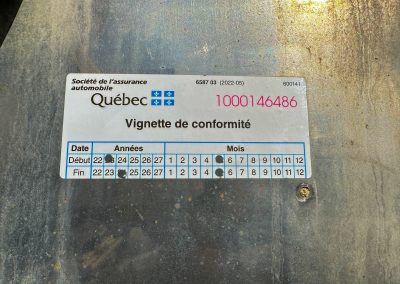 Société de l'assurance 6587 03 (2022-05) 600141
automobile
Québec 1000146486
Vignette de conformité
Date Années Mois
Début 22 24 25 26 27 1 2 3 4 6 7 8 9 10 11 12
Fin 22 23 25 26 27 1 2 3 4 6 7 8 9 10 11 12